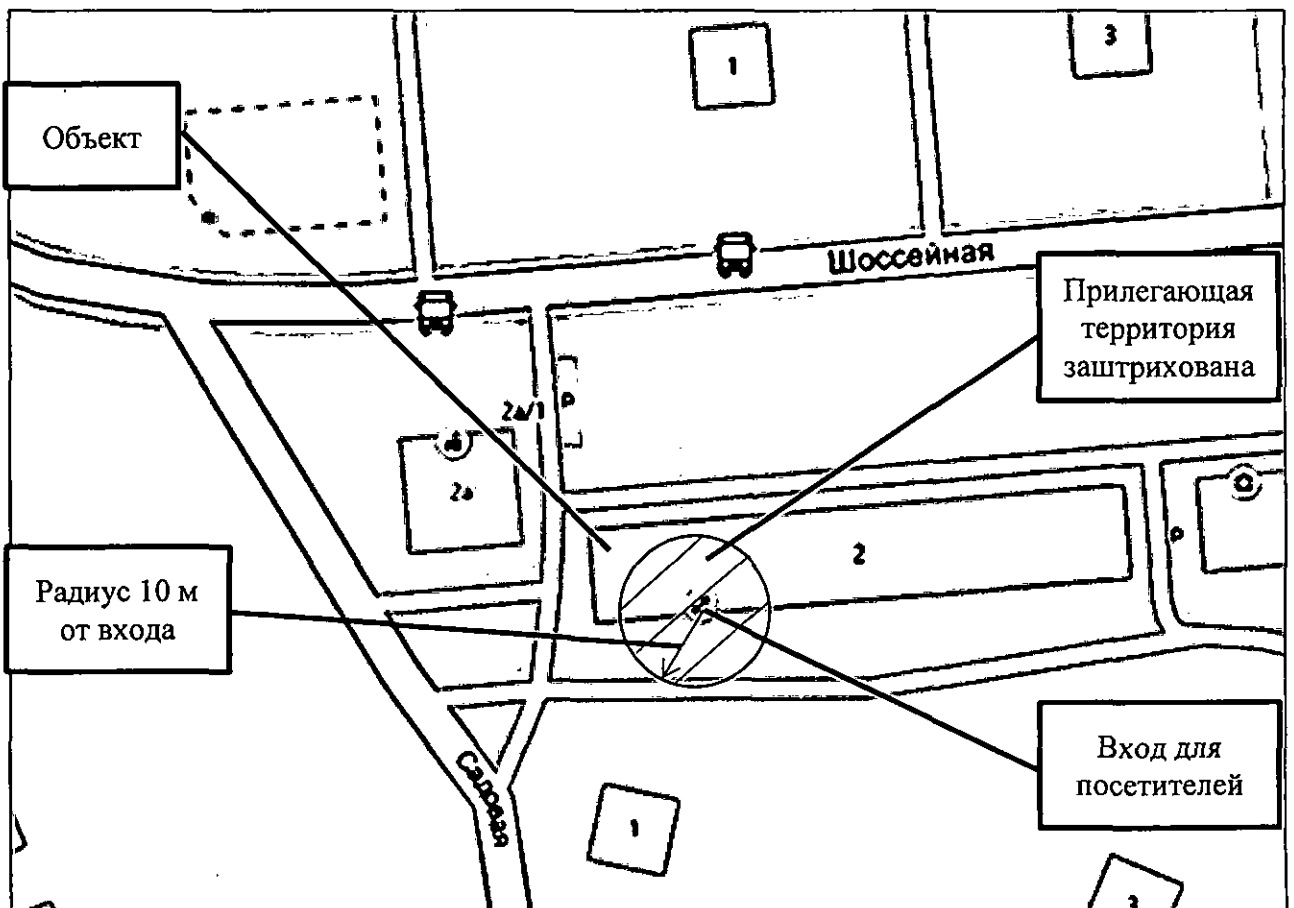 1
3
Объект
Шоссейная
Прилегающая
территория
заштрихована
2а/1
P
2а
2
P
Радиус 10 м
от входа
Вход для
посетителей
Садовая
1
3